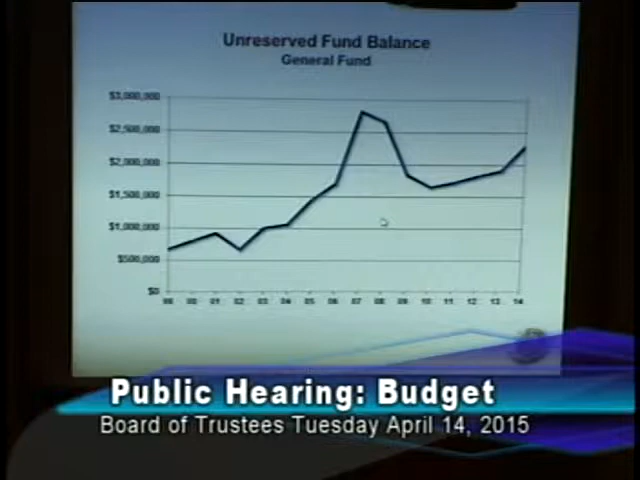 Unreserved Fund Balance
General Fund
$3,000,000
$2,500,000
$2,000,000
$1,500,000
$1,000,000
$500,000
$0
99 00 01 02 03 04 05 06 07 08 09 10 11 12 13 14
Public Hearing: Budget
Board of Trustees Tuesday April 14, 2015